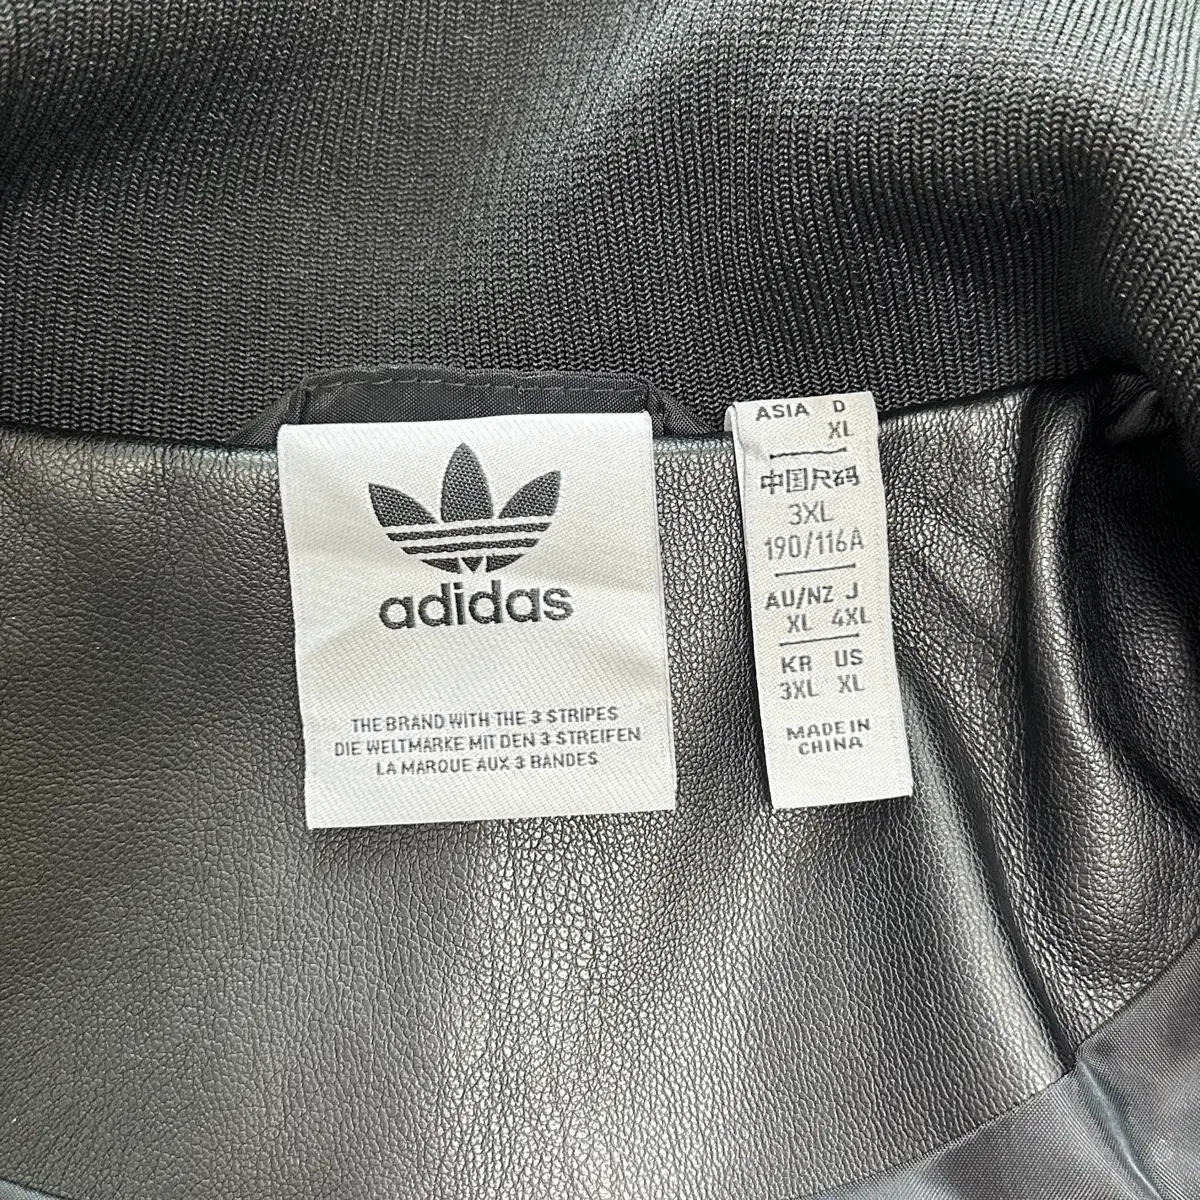 adidas
THE BRAND WITH THE 3 STRIPES
DIE WELTMARKE MIT DEN 3 STREIFEN
LA MARQUE AUX 3 BANDES
ASIA D
XL
中国尺码
3XL
190/116A
AU/NZ J
XL 4XL
KR US
3XL XL
MADE IN
CHINA